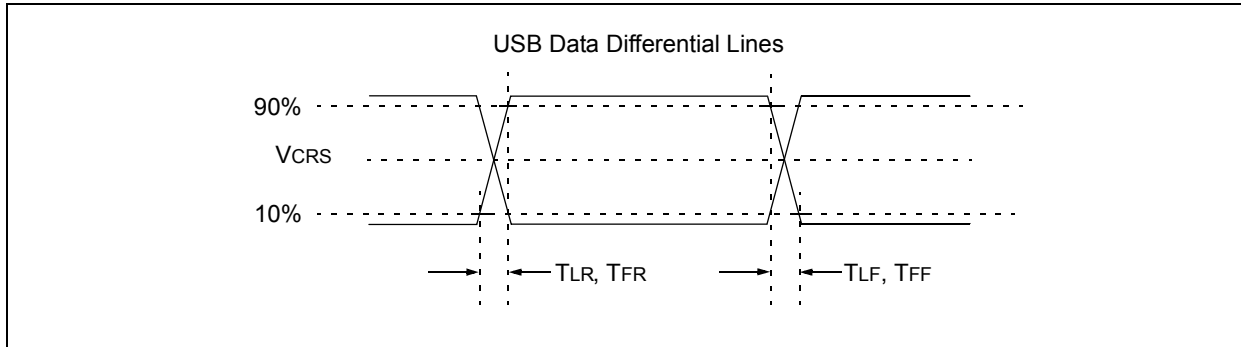 USB Data Differential Lines
90%
VCRS
10%
TLR, TFR
TLF, TFF